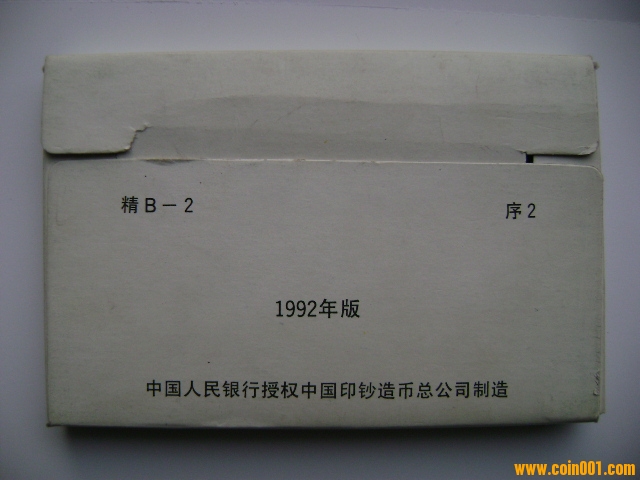 精B－2
序2
1992年版
中国人民银行授权中国印钞造币总公司制造
www.coin001.com